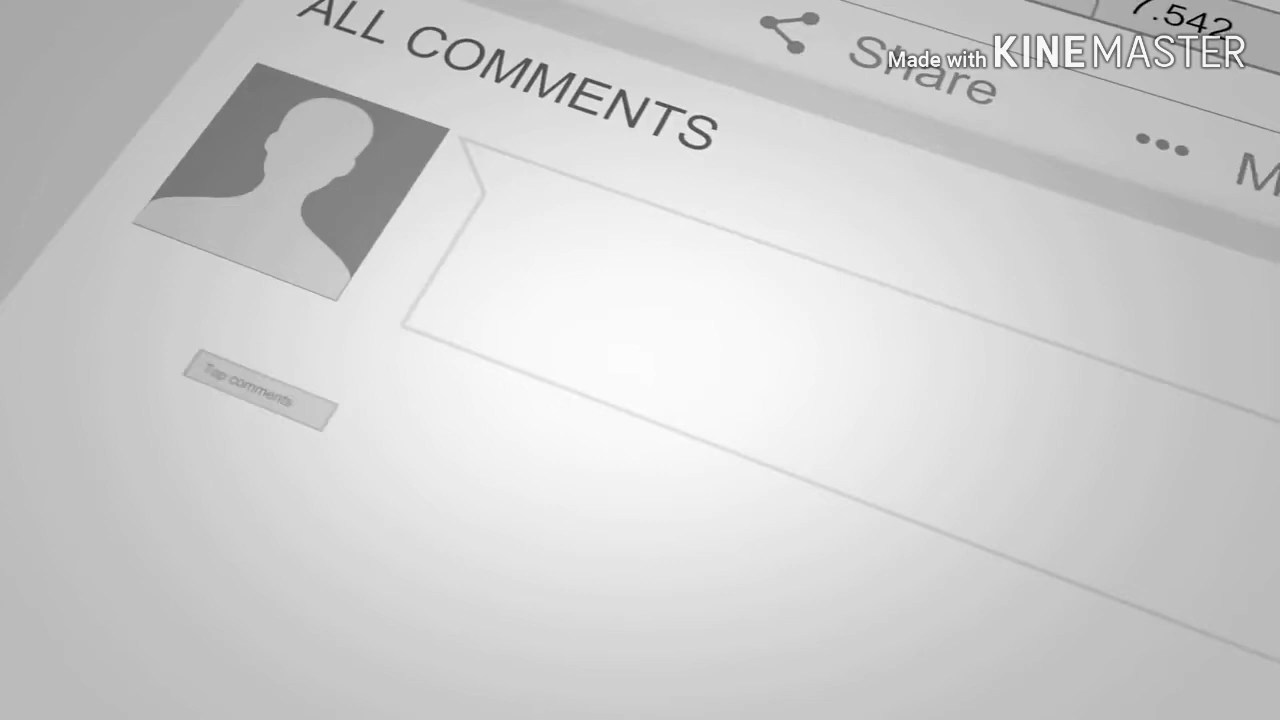 7.542
Made with KINEMASTER
Share
ALL COMMENTS
••• M
Top comments